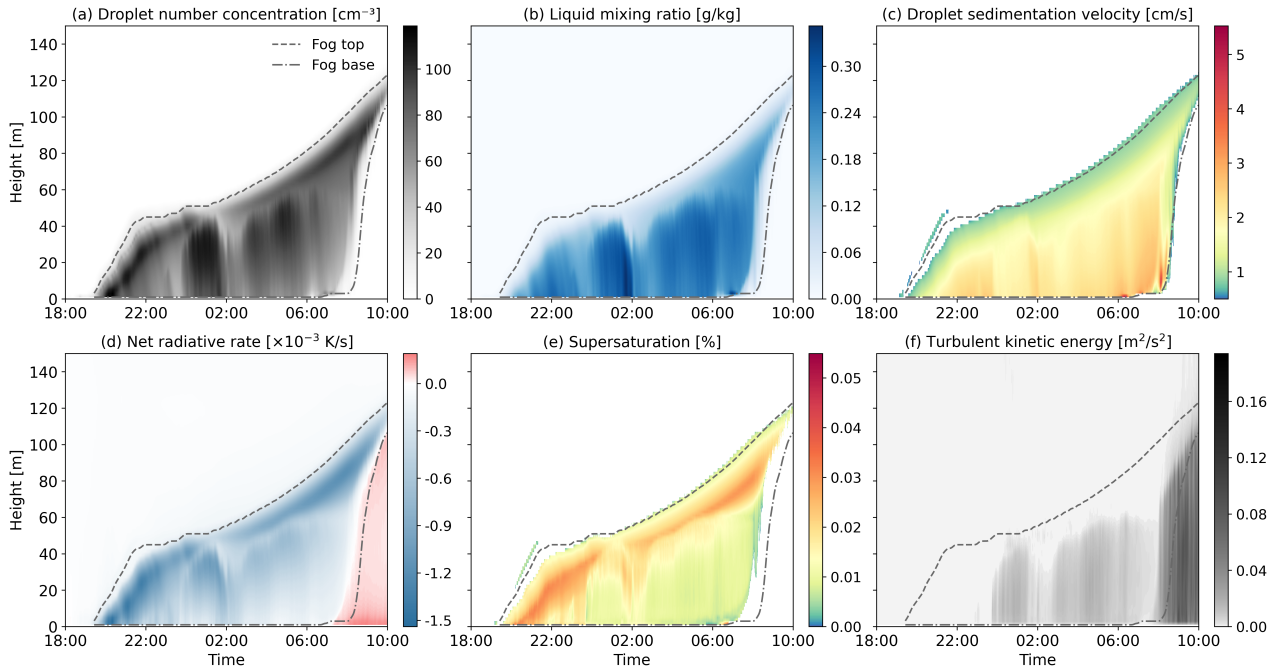 (a) Droplet number concentration [cm⁻³]
(b) Liquid mixing ratio [g/kg]
(c) Droplet sedimentation velocity [cm/s]
Height [m]
140
120
100
80
60
40
20
0
Fog top
Fog base
18:00 22:00 02:00 06:00 10:00
100
80
60
40
20
0
18:00 22:00 02:00 06:00 10:00
0.30
0.24
0.18
0.12
0.06
0.00
18:00 22:00 02:00 06:00 10:00
5
4
3
2
1
(d) Net radiative rate [×10⁻³ K/s]
(e) Supersaturation [%]
(f) Turbulent kinetic energy [m²/s²]
Height [m]
140
120
100
80
60
40
20
0
18:00 22:00 02:00 06:00 10:00
Time
0.0
-0.3
-0.6
-0.9
-1.2
-1.5
18:00 22:00 02:00 06:00 10:00
Time
0.05
0.04
0.03
0.02
0.01
0.00
18:00 22:00 02:00 06:00 10:00
Time
0.16
0.12
0.08
0.04
0.00